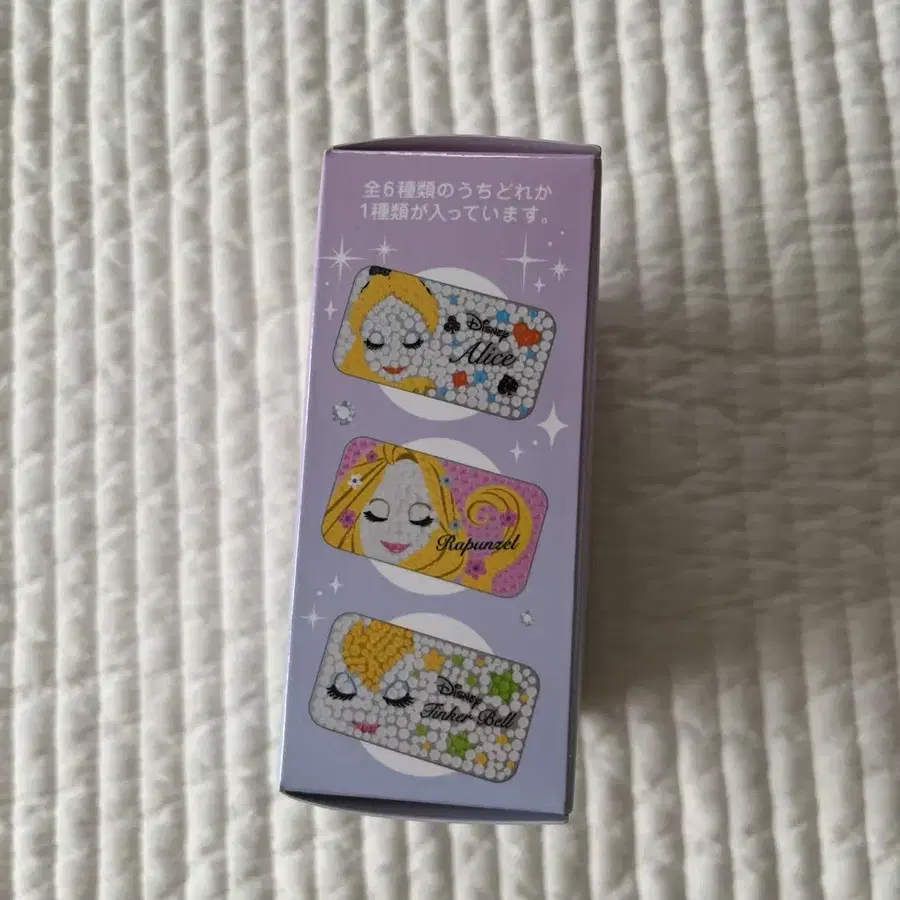 全6種類のうちどれか
1種類が入っています。
Disney
Alice
Rapunzel
Disney
Tinker Bell